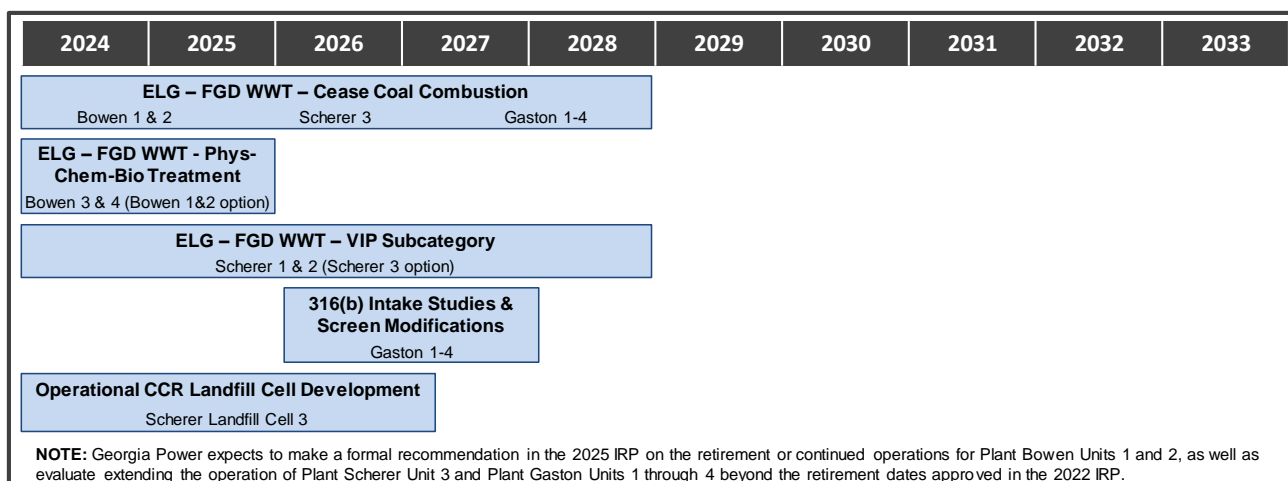 2024 2025 2026 2027 2028 2029 2030 2031 2032 2033
ELG – FGD WWT – Cease Coal Combustion
Bowen 1 & 2 Scherer 3 Gaston 1-4
ELG – FGD WWT - Phys-
Chem-Bio Treatment
Bowen 3 & 4 (Bowen 1&2 option)
ELG – FGD WWT – VIP Subcategory
Scherer 1 & 2 (Scherer 3 option)
316(b) Intake Studies &
Screen Modifications
Gaston 1-4
Operational CCR Landfill Cell Development
Scherer Landfill Cell 3
NOTE: Georgia Power expects to make a formal recommendation in the 2025 IRP on the retirement or continued operations for Plant Bowen Units 1 and 2, as well as
evaluate extending the operation of Plant Scherer Unit 3 and Plant Gaston Units 1 through 4 beyond the retirement dates approved in the 2022 IRP.